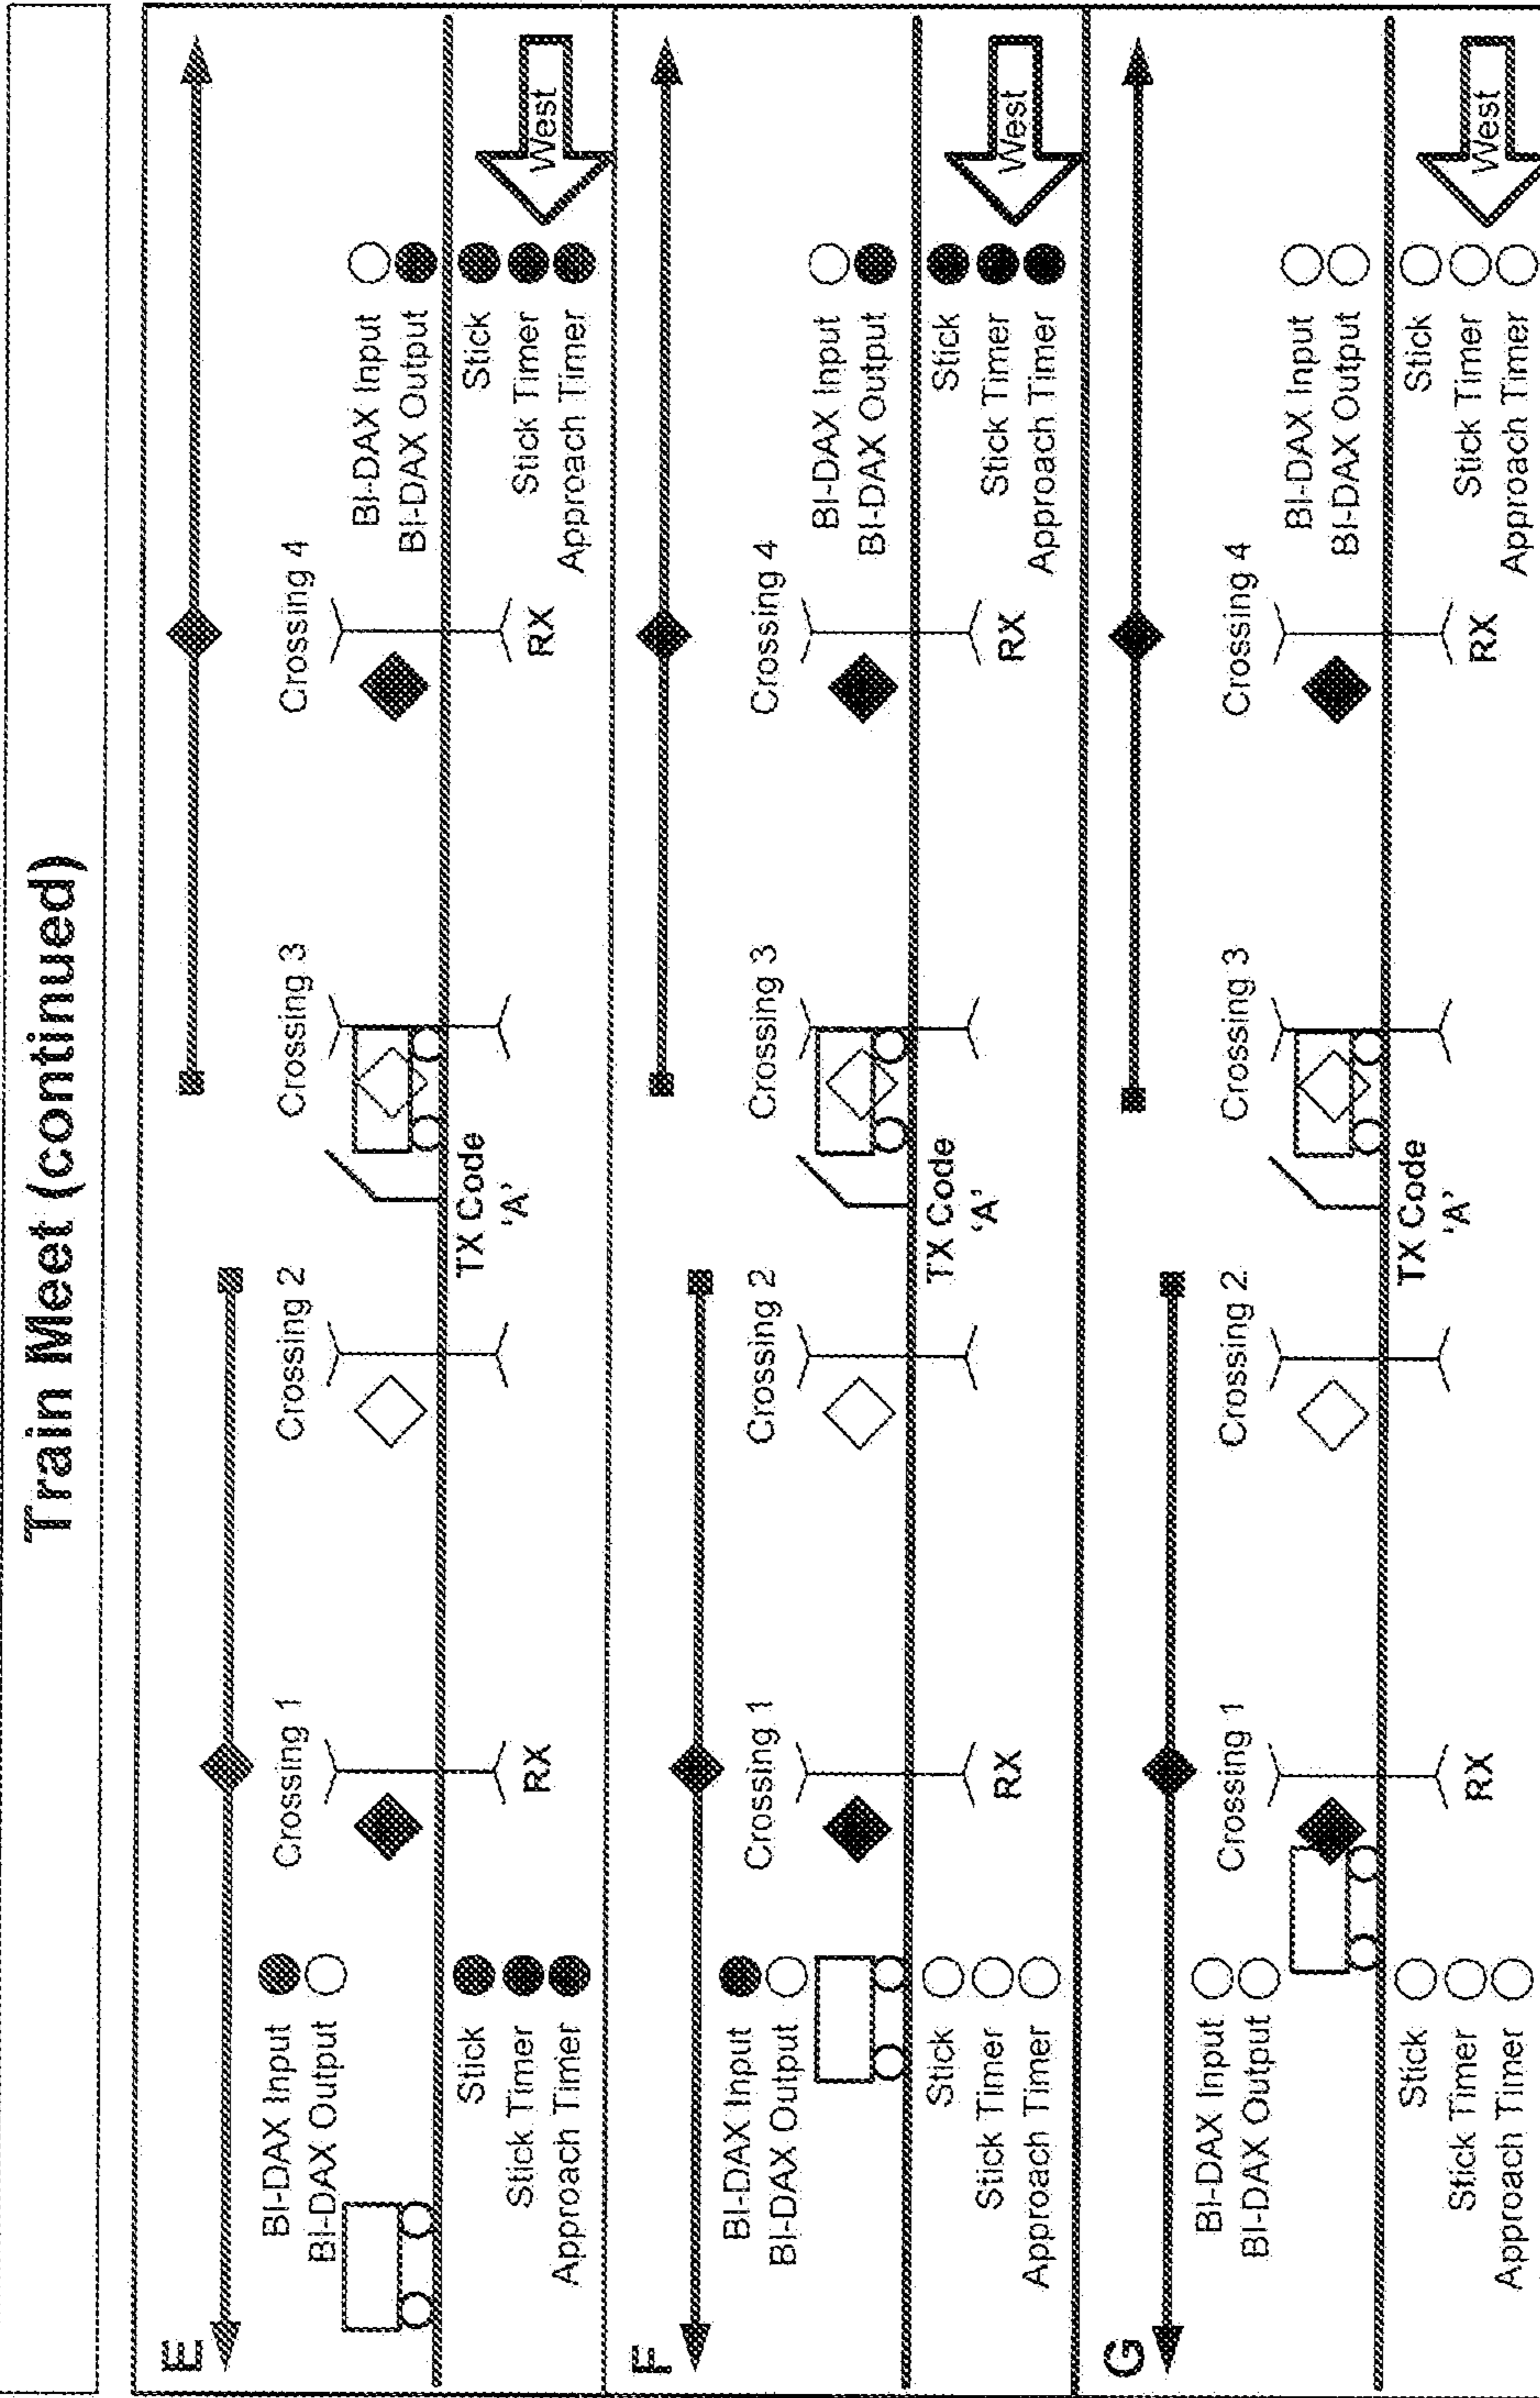 Train Meet (continued)
E
BI-DAX Input
BI-DAX Output
Crossing 1
Crossing 2
Crossing 3
Crossing 4
BI-DAX Input
BI-DAX Output
Stick
Stick Timer
Approach Timer
RX
TX Code
'A'
RX
Stick
Stick Timer
Approach Timer
West
F
BI-DAX Input
BI-DAX Output
Crossing 1
Crossing 2
Crossing 3
Crossing 4
BI-DAX Input
BI-DAX Output
Stick
Stick Timer
Approach Timer
RX
TX Code
'A'
RX
Stick
Stick Timer
Approach Timer
West
G
BI-DAX Input
BI-DAX Output
Crossing 1
Crossing 2
Crossing 3
Crossing 4
BI-DAX Input
BI-DAX Output
Stick
Stick Timer
Approach Timer
RX
TX Code
'A'
RX
Stick
Stick Timer
Approach Timer
West